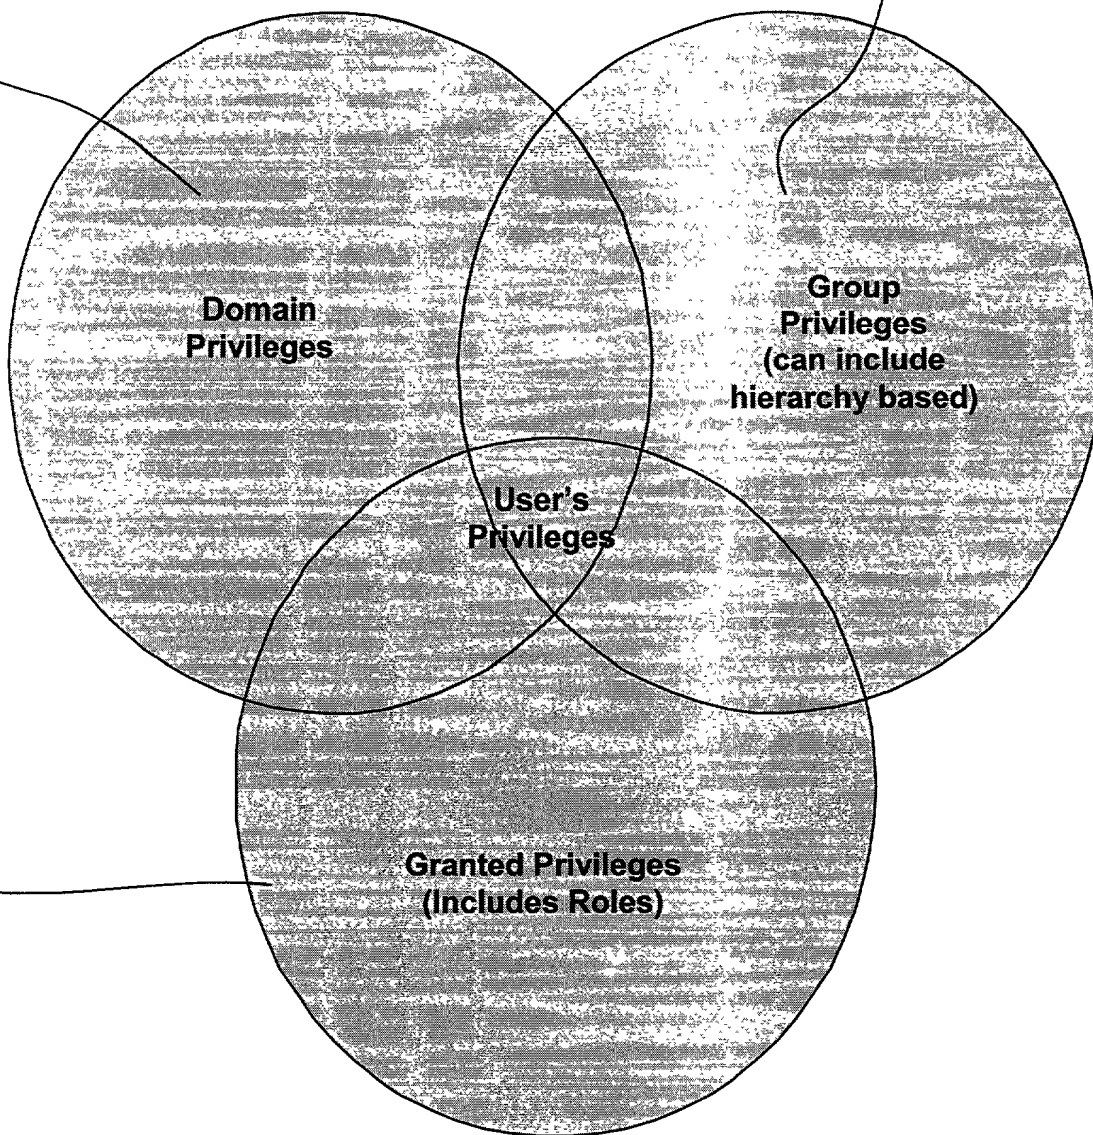 Domain
Privileges
Group
Privileges
(can include
hierarchy based)
User's
Privileges
Granted Privileges
(Includes Roles)